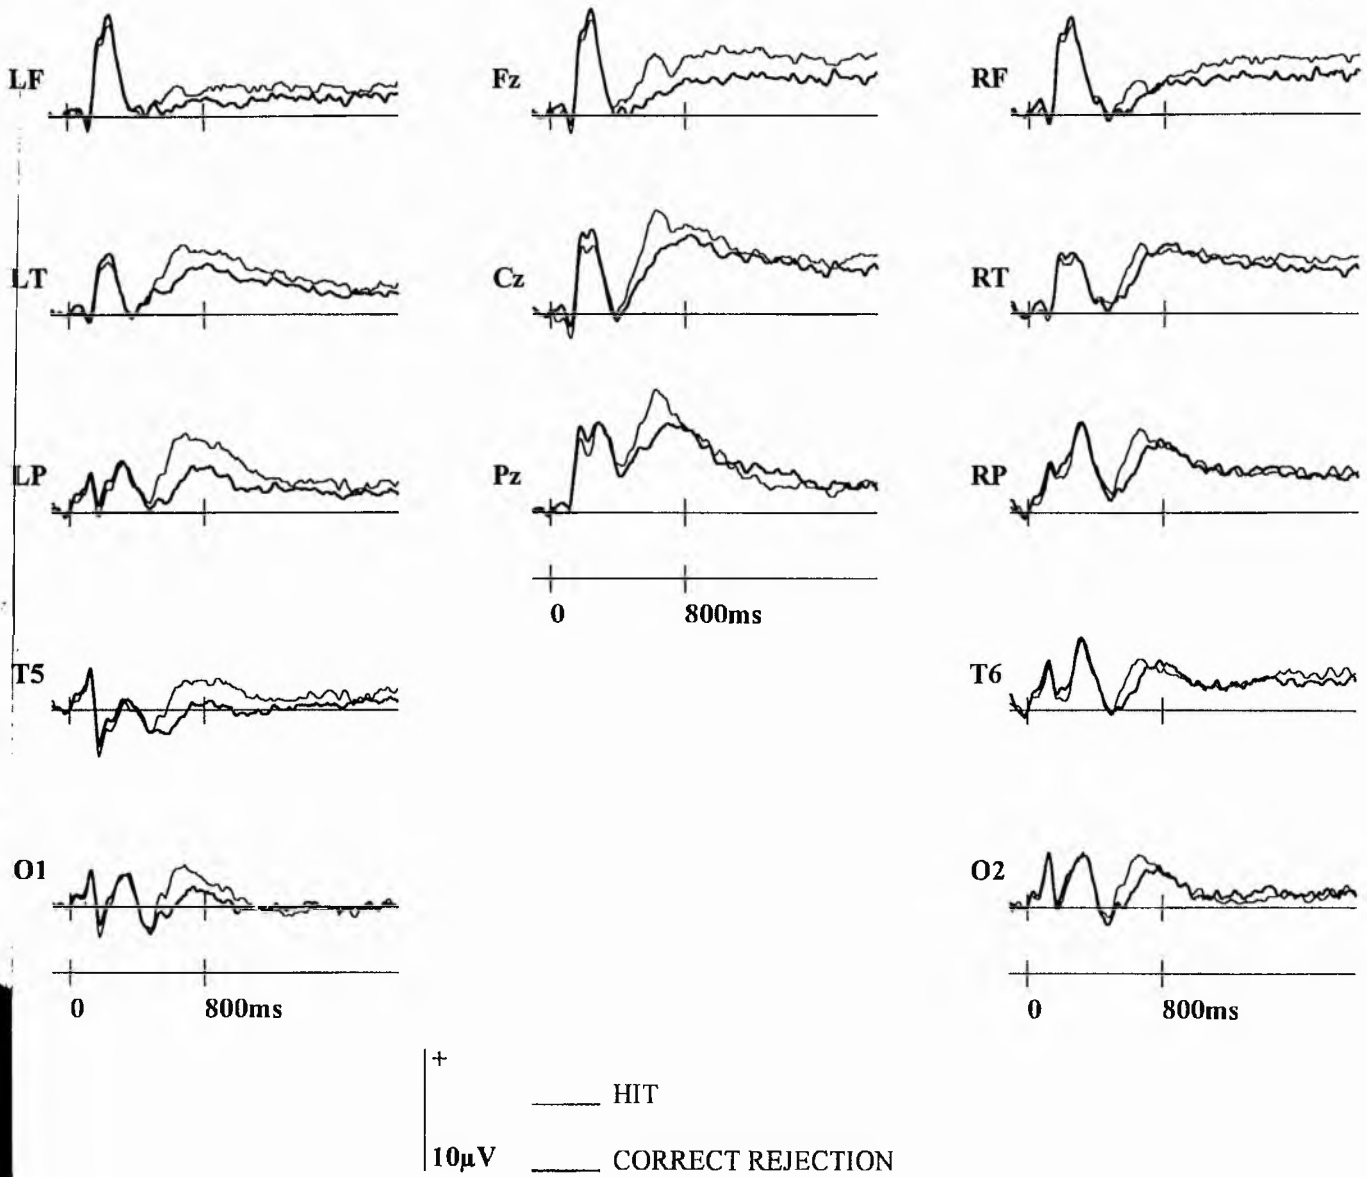 LF Fz RF
LT Cz RT
LP Pz RP
0 800ms
T5 T6
O1 O2
0 800ms 0 800ms
+
HIT
10µV CORRECT REJECTION